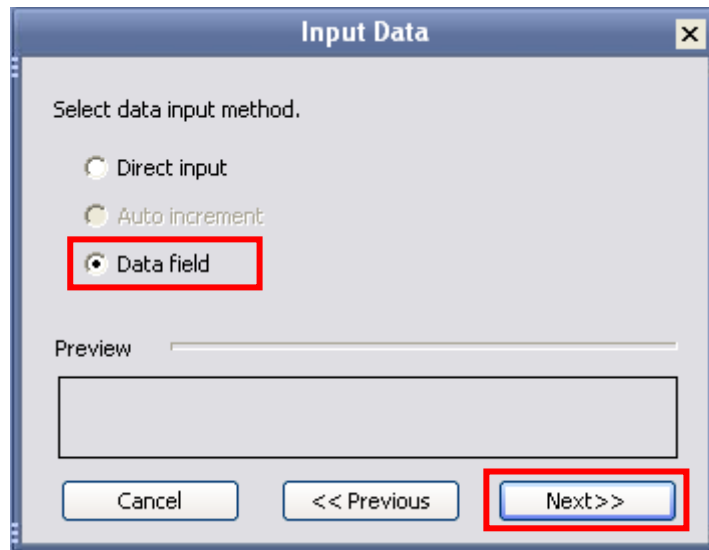 Input Data
Select data input method.
Direct input
Auto increment
Data field
Preview
Cancel
<< Previous
Next>>